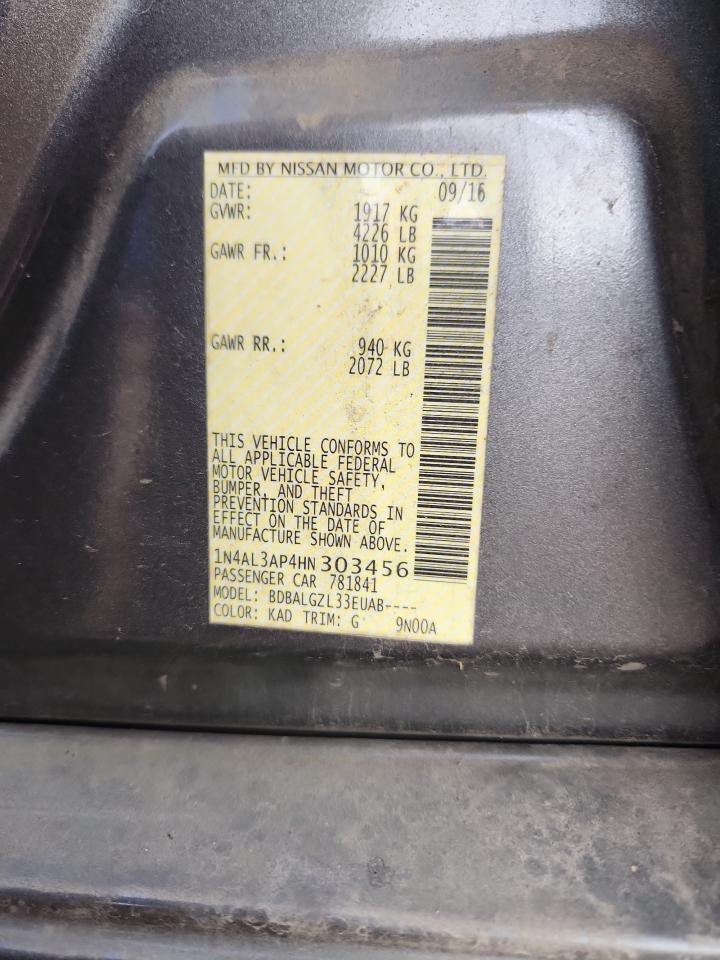 MFD BY NISSAN MOTOR CO., LTD.
DATE: 09/16
GVWR: 1917 KG
4226 LB
GAWR FR.: 1010 KG
2227 LB
GAWR RR.: 940 KG
2072 LB
THIS VEHICLE CONFORMS TO
ALL APPLICABLE FEDERAL
MOTOR VEHICLE SAFETY,
BUMPER, AND THEFT
PREVENTION STANDARDS IN
EFFECT ON THE DATE OF
MANUFACTURE SHOWN ABOVE.
1N4AL3AP4HN303456
PASSENGER CAR 781841
MODEL: BDBALGZL33EUAB----
COLOR: KAD TRIM: G 9N00A